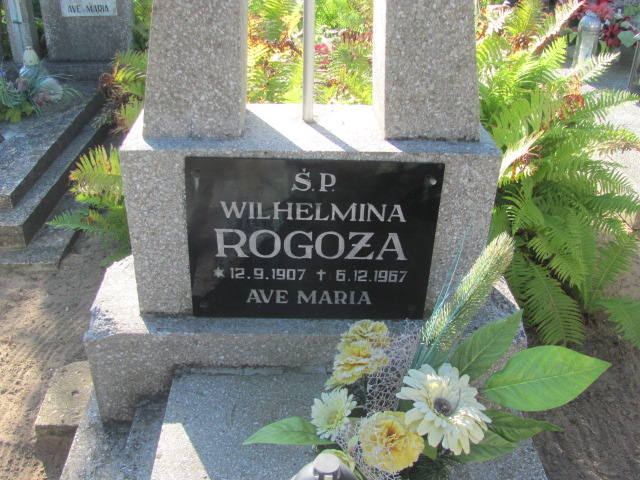 AVE MARIA
Ś.P.
WILHELMINA
ROGOŻA
* 12.9.1907 ✝ 6.12.1967
AVE MARIA